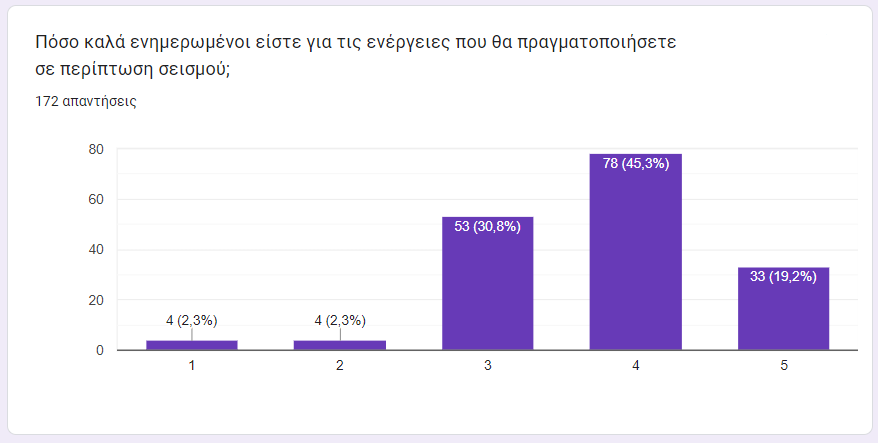 Πόσο καλά ενημερωμένοι είστε για τις ενέργειες που θα πραγματοποιήσετε
σε περίπτωση σεισμού;
172 απαντήσεις
80
60
40
20
0
4 (2,3%)
4 (2,3%)
53 (30,8%)
78 (45,3%)
33 (19,2%)
1 2 3 4 5